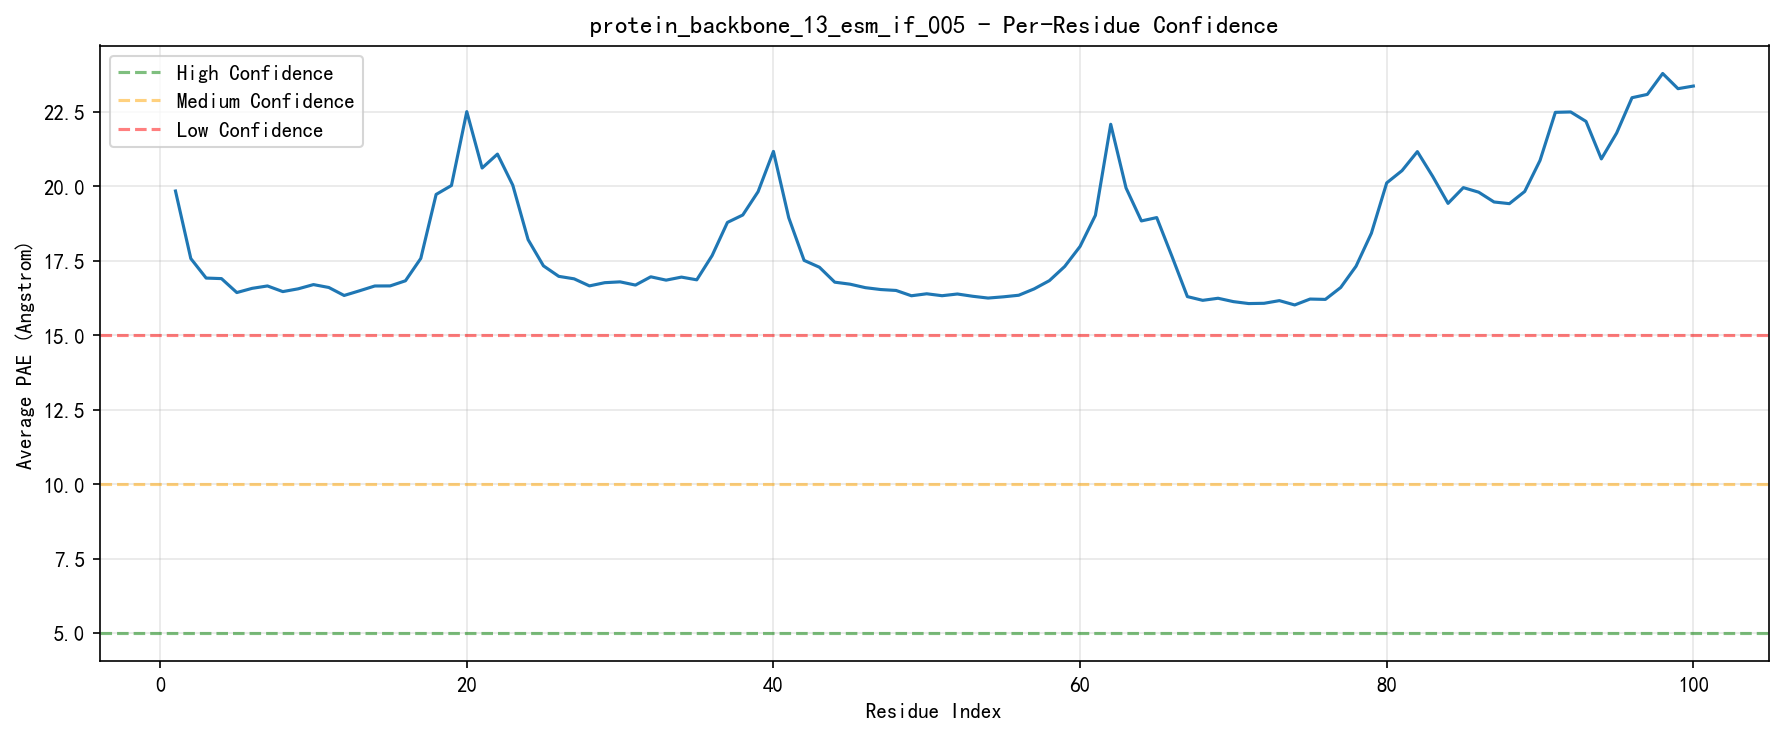 protein_backbone_13_esm_if_005 - Per-Residue Confidence
High Confidence
Medium Confidence
Low Confidence
Average PAE (Angstrom)
22.5
20.0
17.5
15.0
12.5
10.0
7.5
5.0
0 20 40 60 80 100
Residue Index